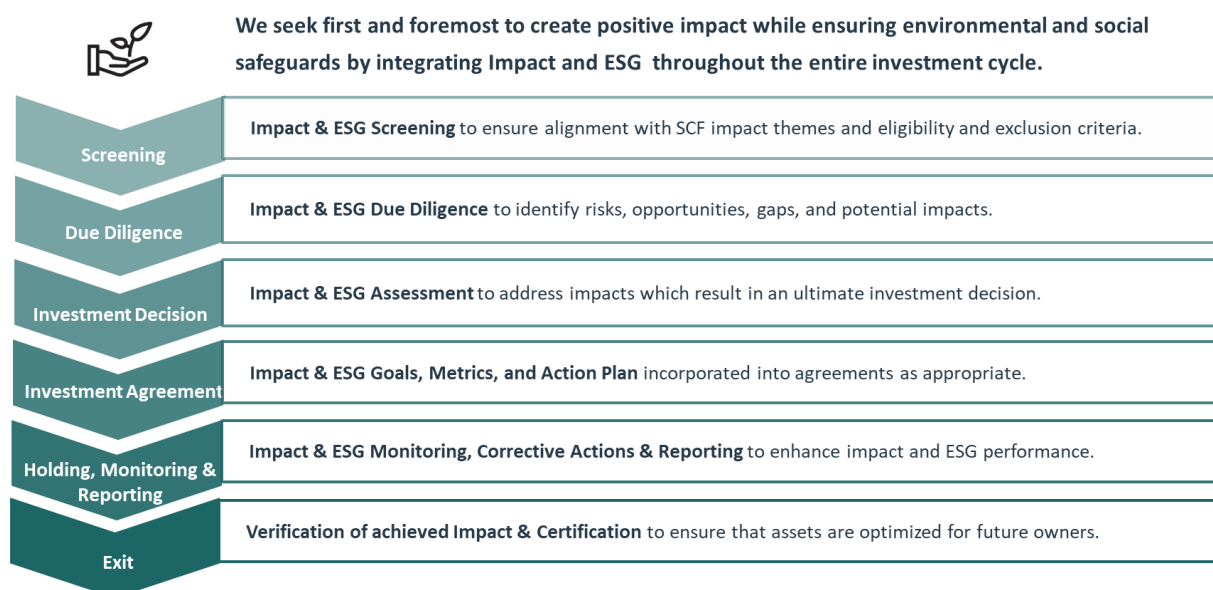 We seek first and foremost to create positive impact while ensuring environmental and social
safeguards by integrating Impact and ESG throughout the entire investment cycle.
Screening
Impact & ESG Screening to ensure alignment with SCF impact themes and eligibility and exclusion criteria.
Due Diligence
Impact & ESG Due Diligence to identify risks, opportunities, gaps, and potential impacts.
Investment Decision
Impact & ESG Assessment to address impacts which result in an ultimate investment decision.
Investment Agreement
Impact & ESG Goals, Metrics, and Action Plan incorporated into agreements as appropriate.
Holding, Monitoring &
Reporting
Impact & ESG Monitoring, Corrective Actions & Reporting to enhance impact and ESG performance.
Exit
Verification of achieved Impact & Certification to ensure that assets are optimized for future owners.